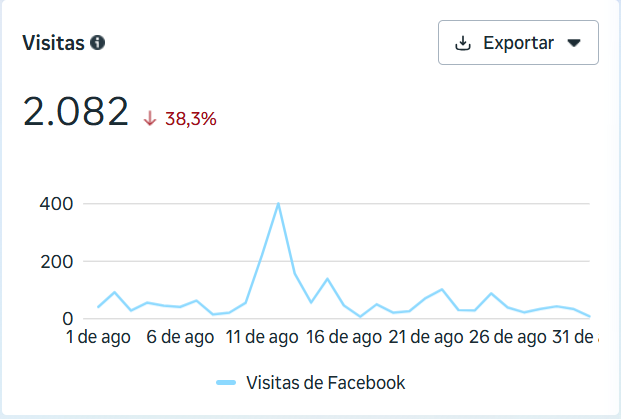 Visitas
Exportar
2.082 38,3%
400
200
0
1 de ago 6 de ago 11 de ago 16 de ago 21 de ago 26 de ago 31 de a
Visitas de Facebook